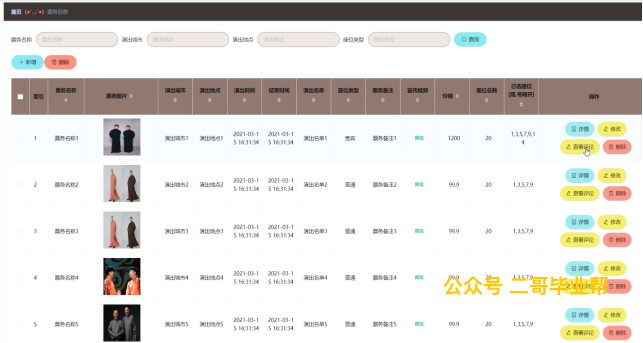 首页 (●'◡'●) 票务信息
票务名称 票务名称 演出城市 演出城市 演出地点 演出地点 座位类型 座位类型 查询
新增 删除
索引 票务名称 票务图片 演出城市 演出地点 演出时间 结束时间 演出名单 座位类型 票务备注 宣传视频 价格 座位总数 已选座位[用,号隔开] 操作
1 票务名称1 演出城市1 演出地点1 2021-03-15 16:31:34 2021-03-15 16:31:34 演出名单1 贵宾 票务备注1 1200 20 1,3,5,7,9,14 详情 修改
查看评论 删除
2 票务名称2 演出城市2 演出地点2 2021-03-15 16:31:34 2021-03-15 16:31:34 演出名单2 普通 票务备注2 99.9 20 1,3,5,7,9 详情 修改
查看评论 删除
3 票务名称3 演出城市3 演出地点3 2021-03-15 16:31:34 2021-03-15 16:31:34 演出名单3 普通 票务备注3 99.9 20 1,3,5,7,9 详情 修改
查看评论 删除
4 票务名称4 演出城市4 演出地点4 2021-03-15 16:31:34 2021-03-15 16:31:34 演出名单4 普通 票务备注4 99.9 20 1,3,5,7,9 详情 修改
公众号 二哥毕业帮
查看评论 删除
5 票务名称5 演出城市5 演出地点5 2021-03-15 16:31:34 2021-03-15 16:31:34 演出名单5 普通 票务备注5 99.9 20 1,3,5,7,9 详情 修改
查看评论 删除